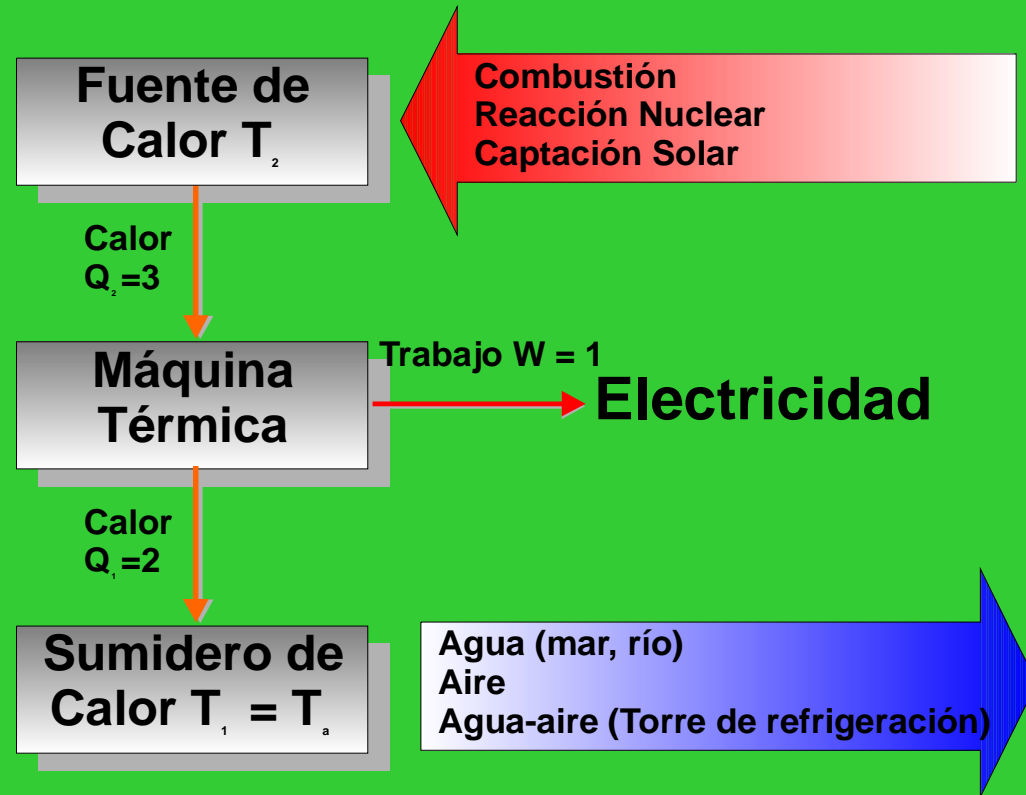 Fuente de
Calor T₂
Combustión
Reacción Nuclear
Captación Solar
Calor
Q₂=3
Máquina
Térmica
Trabajo W = 1
Electricidad
Calor
Q₁=2
Sumidero de
Calor T₁ = Tₐ
Agua (mar, río)
Aire
Agua-aire (Torre de refrigeración)